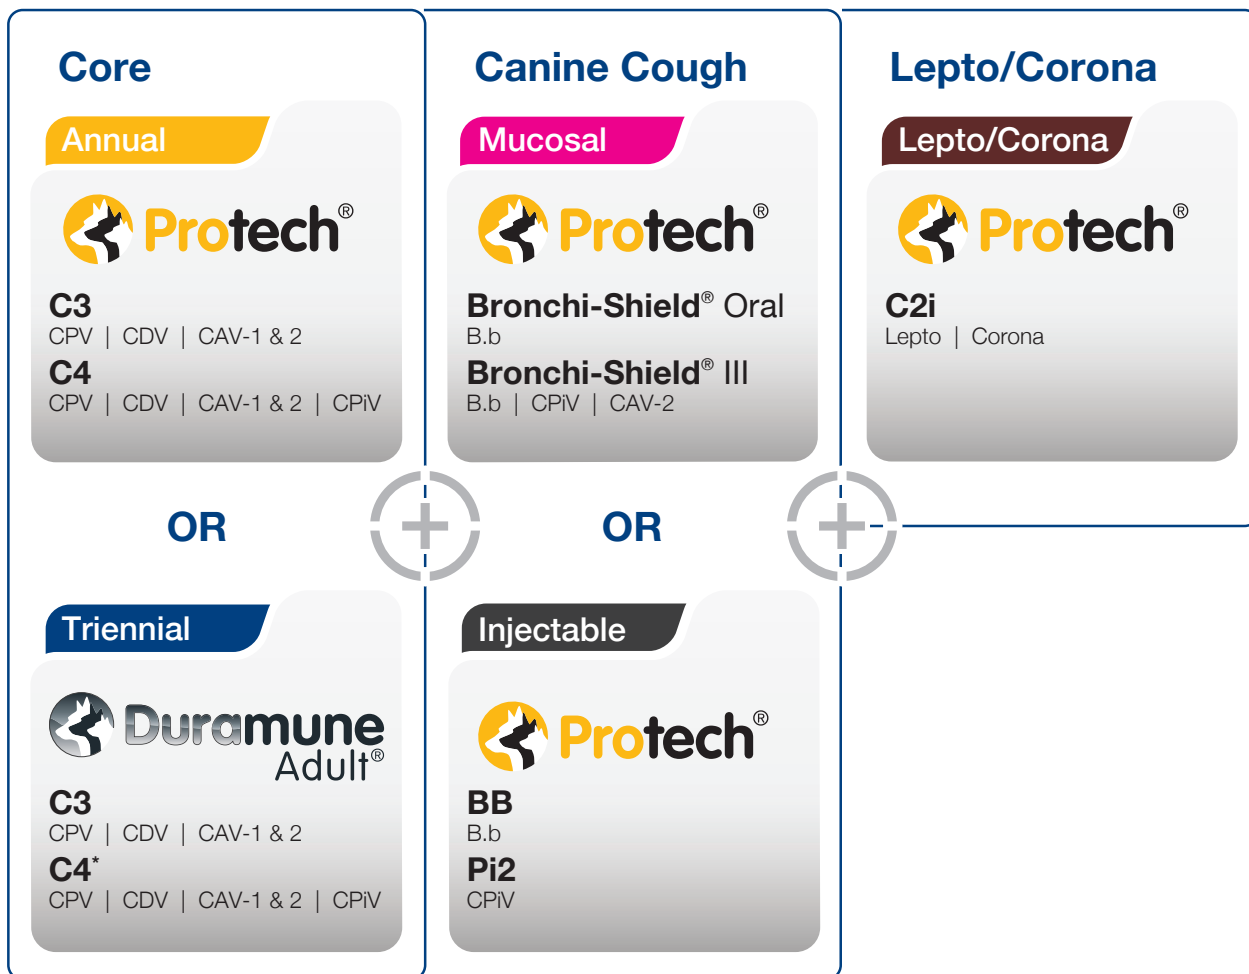 Core
Annual
Protech®
C3
CPV | CDV | CAV-1 & 2
C4
CPV | CDV | CAV-1 & 2 | CPiV
OR
Triennial
Duramune
Adult®
C3
CPV | CDV | CAV-1 & 2
C4*
CPV | CDV | CAV-1 & 2 | CPiV
Canine Cough
Mucosal
Protech®
Bronchi-Shield® Oral
B.b
Bronchi-Shield® III
B.b | CPiV | CAV-2
OR
Injectable
Protech®
BB
B.b
Pi2
CPiV
Lepto/Corona
Lepto/Corona
Protech®
C2i
Lepto | Corona